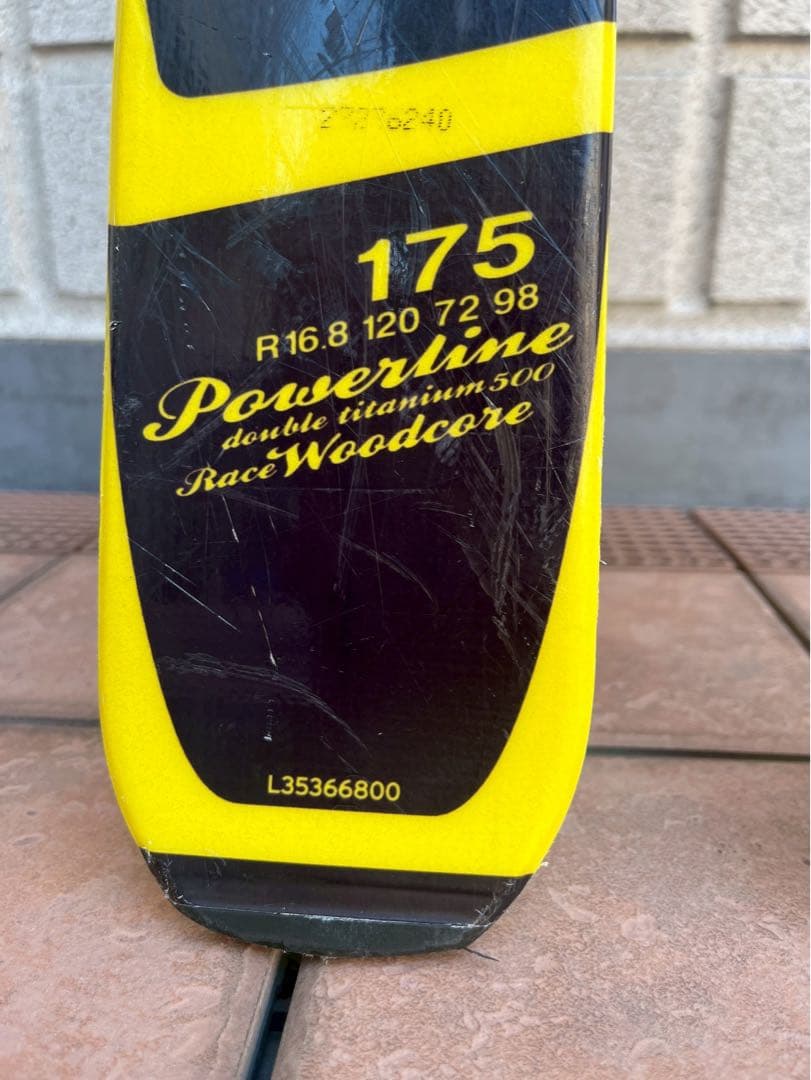 175
R16.8 120 72 98
Powerline
double titanium 500
Race Woodcore
L35366800